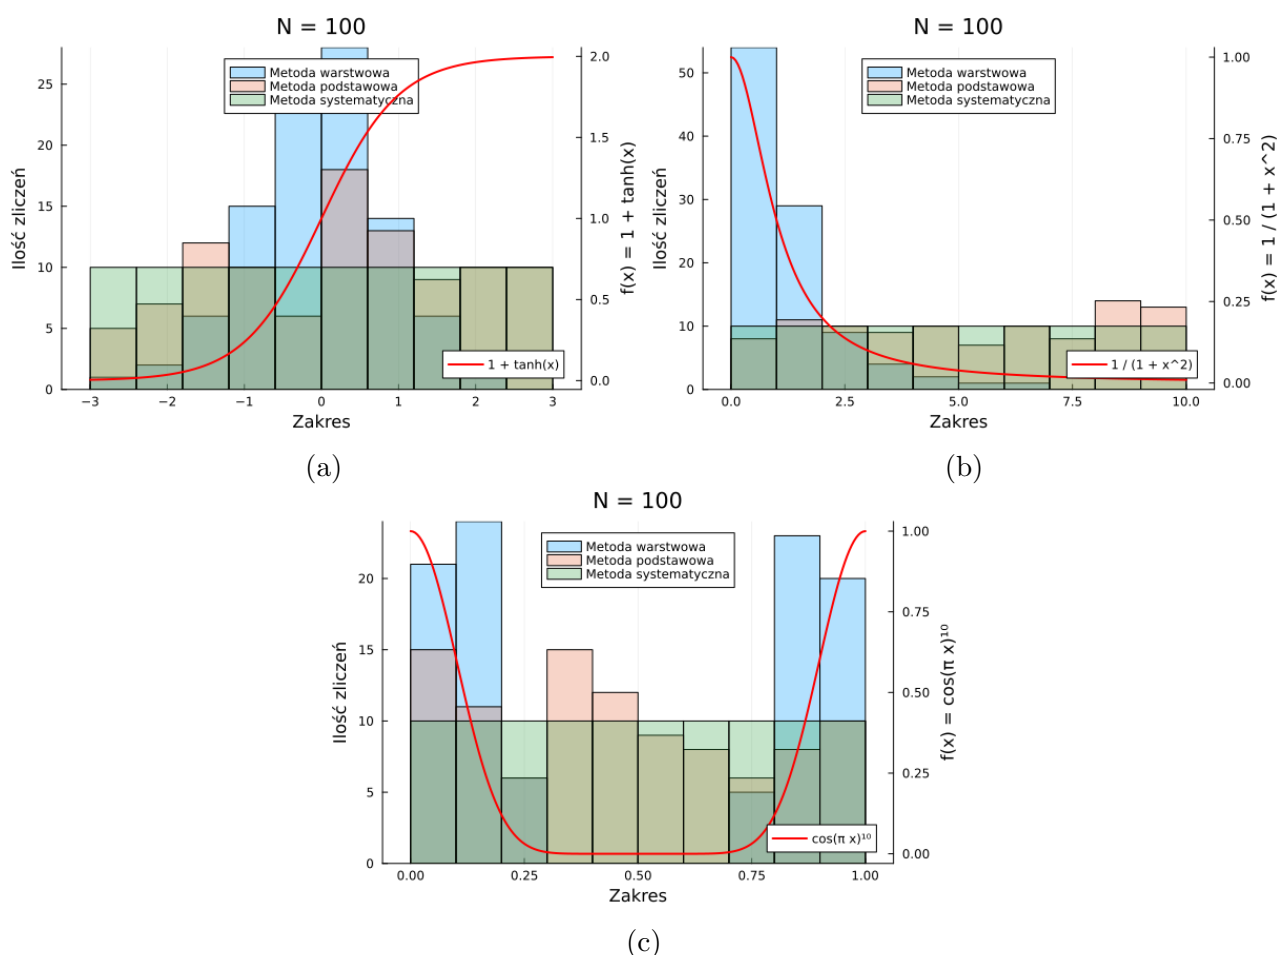 N = 100
Ilość zliczeń
25
20
15
10
5
0
Metoda warstwowa
Metoda podstawowa
Metoda systematyczna
1 + tanh(x)
2.0
1.5
1.0
0.5
0.0
f(x) = 1 + tanh(x)
−3 −2 −1 0 1 2 3
Zakres
(a)
N = 100
Ilość zliczeń
50
40
30
20
10
0
Metoda warstwowa
Metoda podstawowa
Metoda systematyczna
1 / (1 + x^2)
1.00
0.75
0.50
0.25
0.00
f(x) = 1 / (1 + x^2)
0.0 2.5 5.0 7.5 10.0
Zakres
(b)
N = 100
Ilość zliczeń
20
15
10
5
0
Metoda warstwowa
Metoda podstawowa
Metoda systematyczna
cos(π x)¹⁰
1.00
0.75
0.50
0.25
0.00
f(x) = cos(π x)¹⁰
0.00 0.25 0.50 0.75 1.00
Zakres
(c)